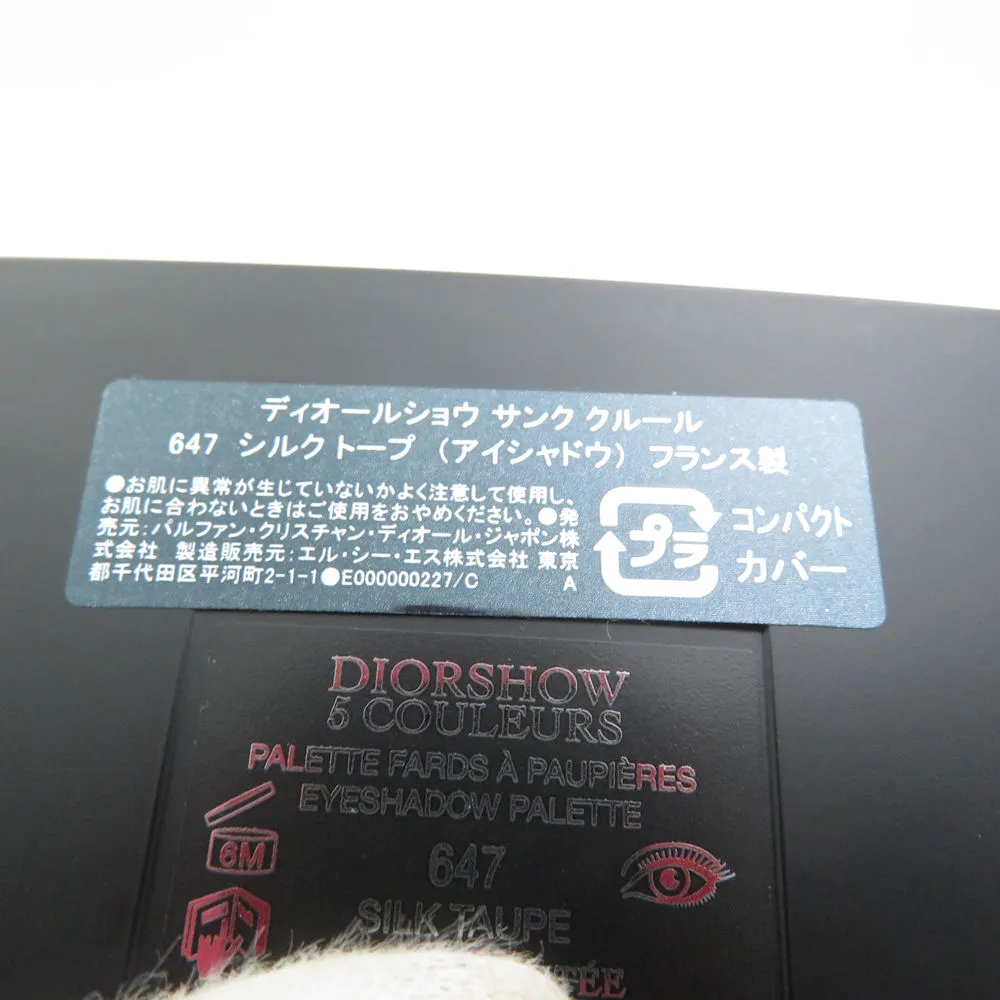 ディオールショウ サンク クルール
647 シルク トープ （アイシャドウ） フランス製
●お肌に異常が生じていないかよく注意して使用し、
お肌に合わないときはご使用をおやめください。●発
売元：パルファン・クリスチャン・ディオール・ジャポン株
式会社 製造販売元：エル・シー・エス株式会社 東京
都千代田区平河町2-1-1●E000000227/C A
プラ
コンパクト
カバー
DIORSHOW
5 COULEURS
PALETTE FARDS À PAUPIÈRES
EYESHADOW PALETTE
6M
647
SILK TAUPE